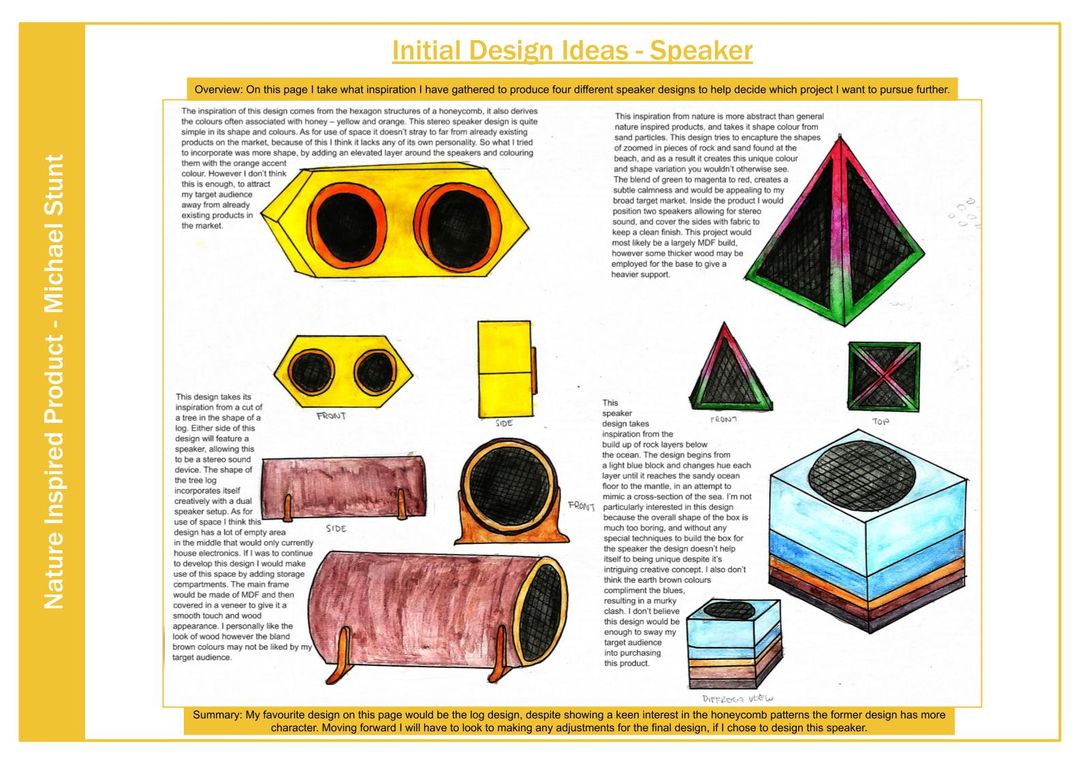 Nature Inspired Product - Michael Stunt
Initial Design Ideas - Speaker
Overview: On this page I take what inspiration I have gathered to produce four different speaker designs to help decide which project I want to pursue further.
The inspiration of this design comes from the hexagon structures of a honeycomb, it also derives
the colours often associated with honey – yellow and orange. This stereo speaker design is quite
simple in its shape and colours. As for use of space it doesn't stray to far from already existing
products on the market, because of this I think it lacks any of its own personality. So what I tried
to incorporate was more shape, by adding an elevated layer around the speakers and colouring
them with the orange accent
colour. However I don't think
this is enough, to attract
my target audience
away from already
existing products in
the market.
This inspiration from nature is more abstract than general
nature inspired products, and takes it shape colour from
sand particles. This design tries to encapture the shapes
of zoomed in pieces of rock and sand found at the
beach, and as a result it creates this unique colour
and shape variation you wouldn't otherwise see.
The blend of green to magenta to red, creates a
subtle calmness and would be appealing to my
broad target market. Inside the product I would
position two speakers allowing for stereo
sound, and cover the sides with fabric to
keep a clean finish. This project would
most likely be a largely MDF build,
however some thicker wood may be
employed for the base to give a
heavier support.
FRONT
SIDE
FRONT
TOP
This design takes its
inspiration from a cut of
a tree in the shape of a
log. Either side of this
design will feature a
speaker, allowing this
to be a stereo sound
device. The shape of
the tree log
incorporates itself
creatively with a dual
speaker setup. As for
use of space I think this
design has a lot of empty area
in the middle that would only currently
house electronics. If I was to continue
to develop this design I would make
use of this space by adding storage
compartments. The main frame
would be made of MDF and then
covered in a veneer to give it a
smooth touch and wood
appearance. I personally like the
look of wood however the bland
brown colours may not be liked by my
target audience.
SIDE
FRONT
This
speaker
design takes
inspiration from the
build up of rock layers below
the ocean. The design begins from
a light blue block and changes hue each
layer until it reaches the sandy ocean
floor to the mantle, in an attempt to
mimic a cross-section of the sea. I'm not
particularly interested in this design
because the overall shape of the box is
much too boring, and without any
special techniques to build the box for
the speaker the design doesn't help
itself to being unique despite it's
intriguing creative concept. I also don't
think the earth brown colours
compliment the blues,
resulting in a murky
clash. I don't believe
this design would be
enough to sway my
target audience
into purchasing
this product.
VIEW
Summary: My favourite design on this page would be the log design, despite showing a keen interest in the honeycomb patterns the former design has more
character. Moving forward I will have to look to making any adjustments for the final design, if I chose to design this speaker.